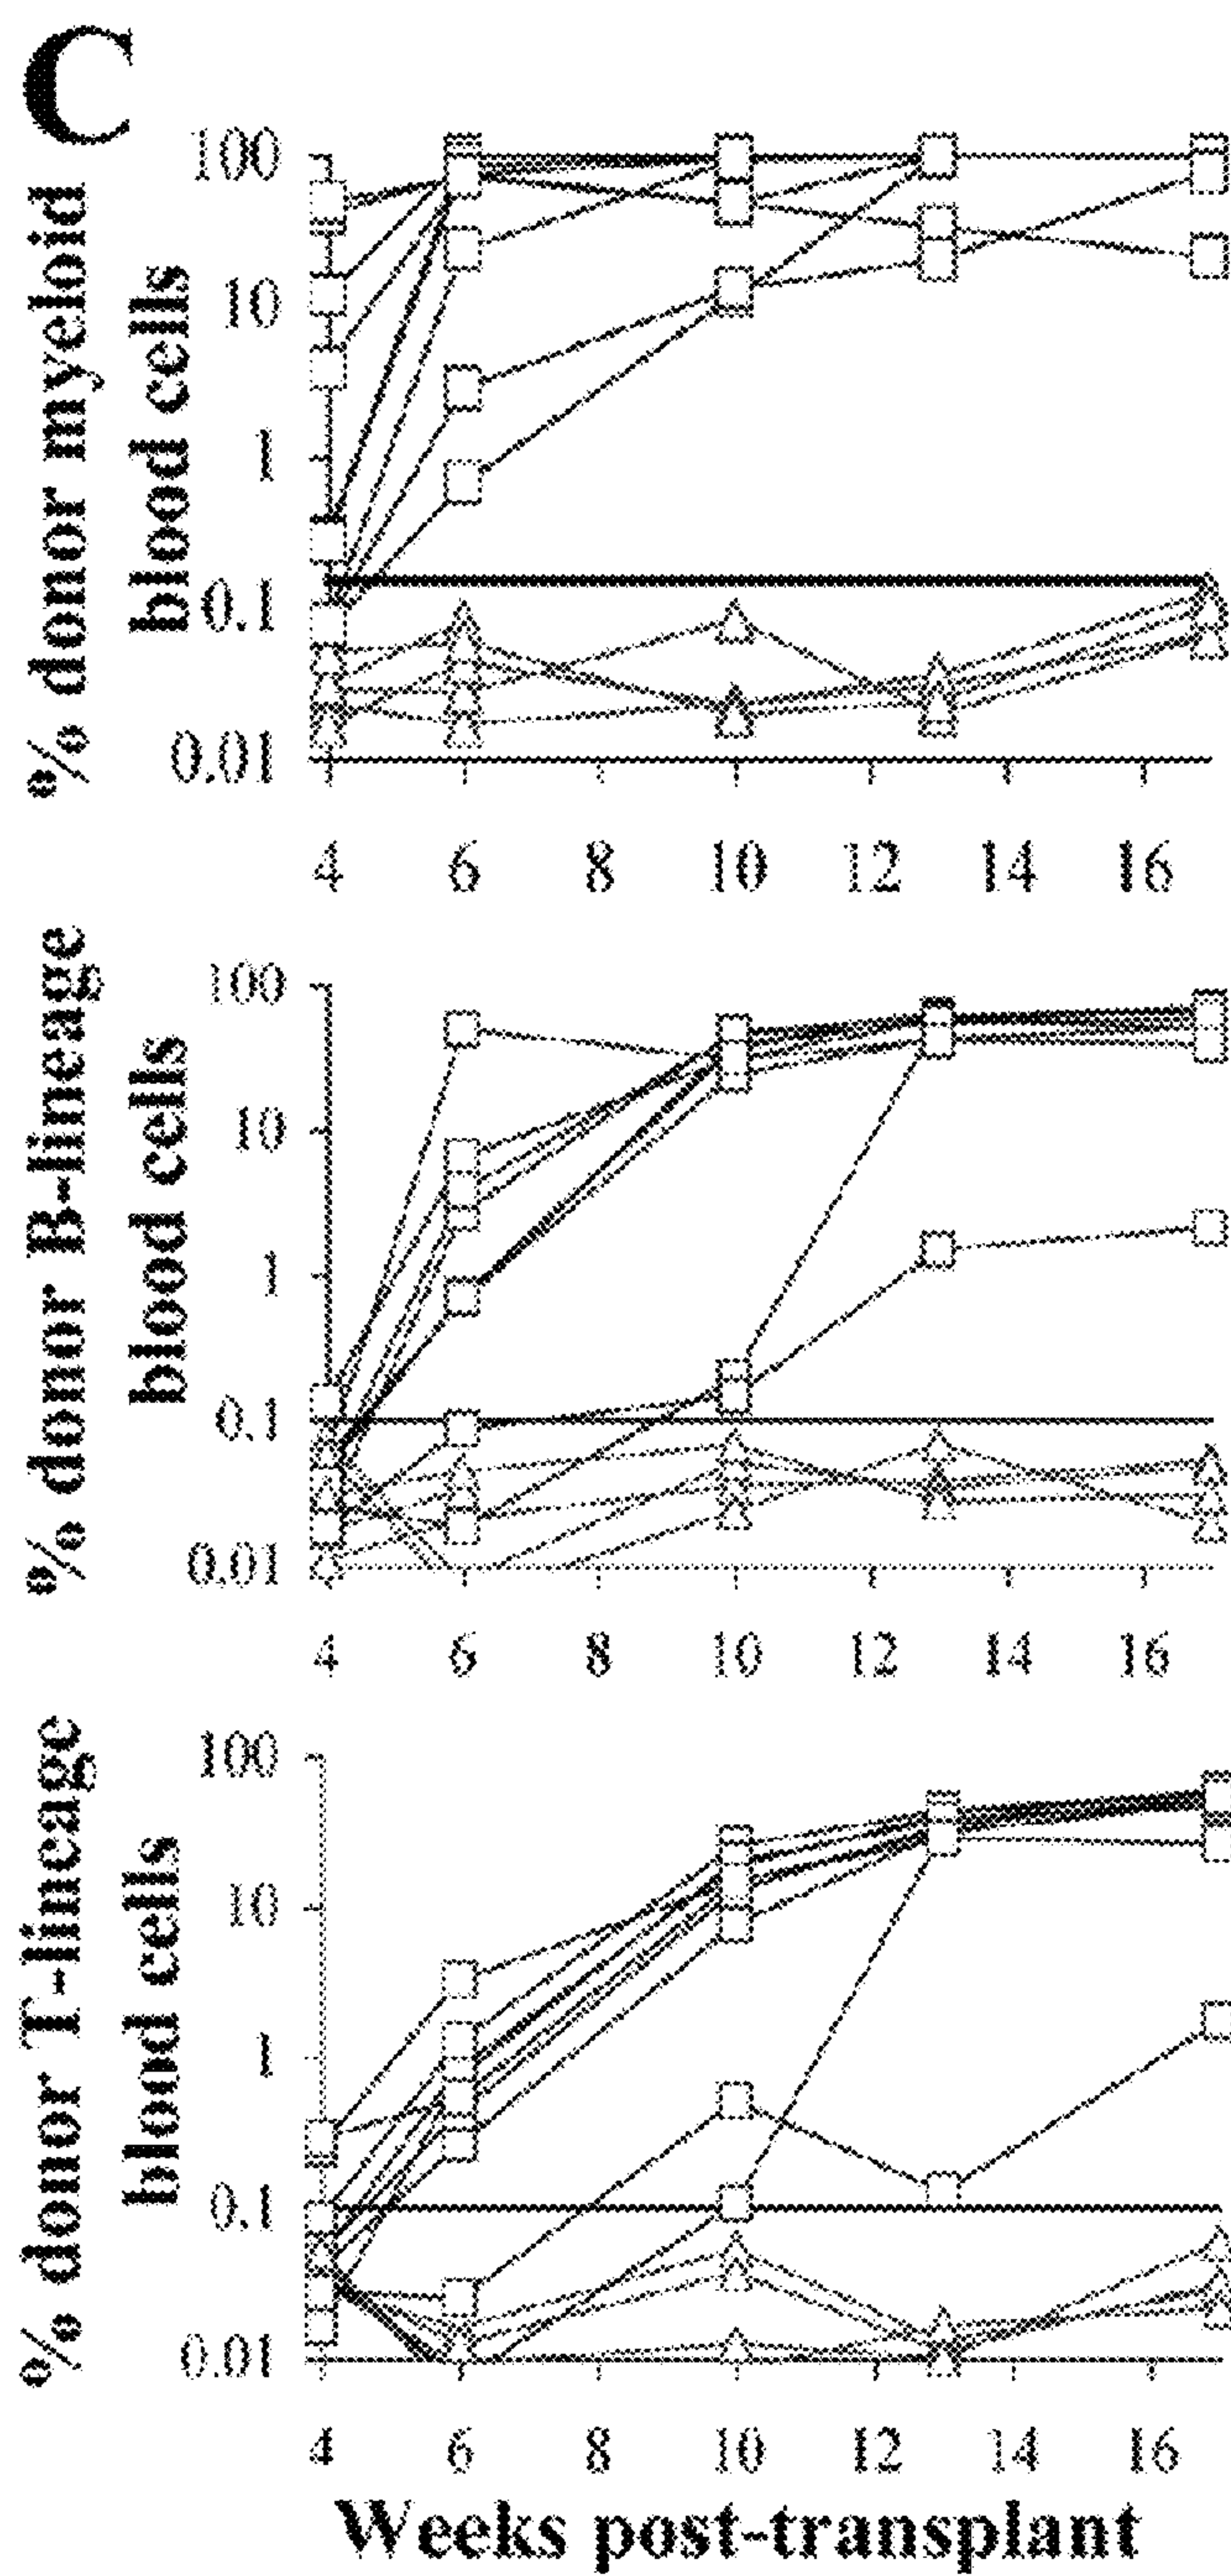 C
% donor myeloid
blood cells
100
10
1
0.1
0.01
4 6 8 10 12 14 16
% donor B-lineage
blood cells
100
10
1
0.1
0.01
4 6 8 10 12 14 16
% donor T-lineage
blood cells
100
10
1
0.1
0.01
4 6 8 10 12 14 16
Weeks post-transplant